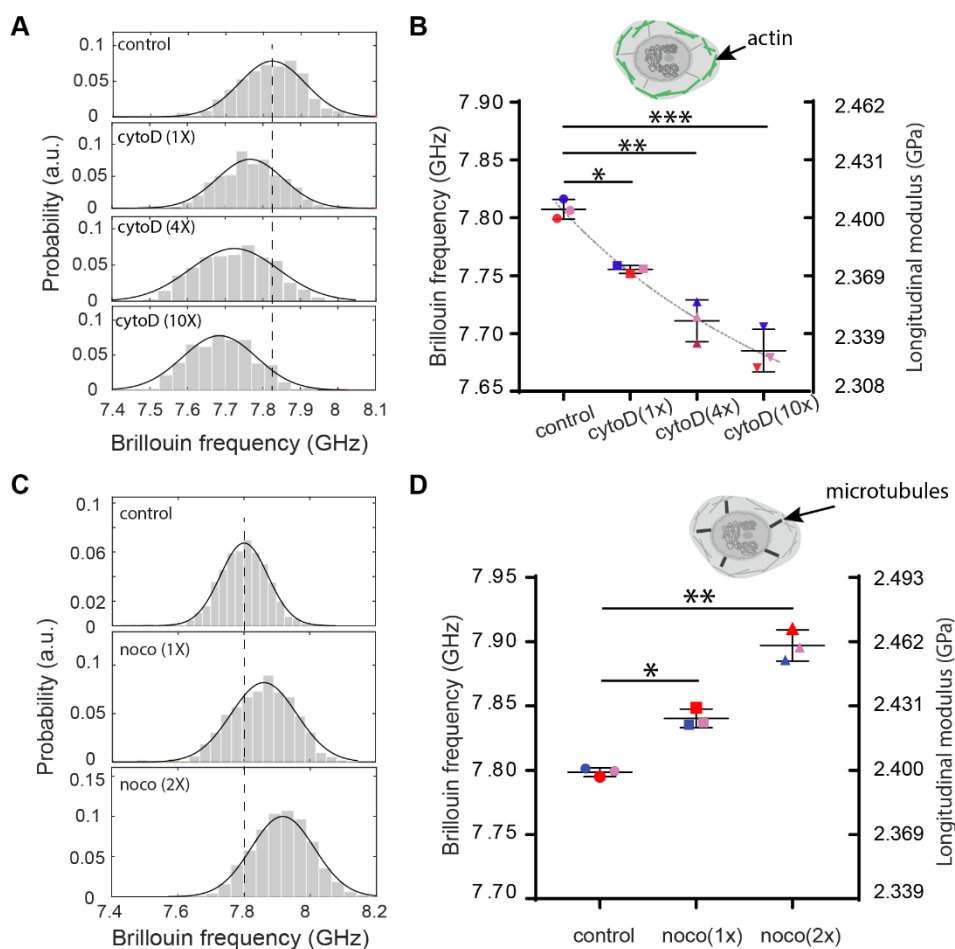 A
control
cytoD (1X)
cytoD (4X)
cytoD (10X)
0.1
0.05
0
0.1
0.05
0
0.1
0.05
0
0.1
0.05
0
Probability (a.u.)
7.4 7.5 7.6 7.7 7.8 7.9 8 8.1
Brillouin frequency (GHz)
B
actin
7.90
7.85
7.80
7.75
7.70
7.65
Brillouin frequency (GHz)
***
**
*
2.462
2.431
2.400
2.369
2.339
2.308
Longitudinal modulus (GPa)
control cytoD(1x) cytoD(4x) cytoD(10x)
C
control
noco (1X)
noco (2X)
0.1
0.06
0.02
0
0.1
0.05
0
0.15
0.1
0.05
0
Probability (a.u.)
7.4 7.6 7.8 8 8.2
Brillouin frequency (GHz)
D
microtubules
7.95
7.90
7.85
7.80
7.75
7.70
Brillouin frequency (GHz)
**
*
2.493
2.462
2.431
2.400
2.369
2.339
Longitudinal modulus (GPa)
control noco(1x) noco(2x)